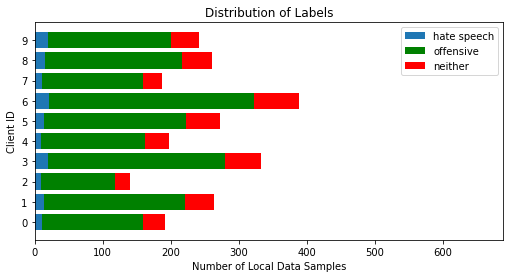 Distribution of Labels
hate speech
offensive
neither
Client ID
9
8
7
6
5
4
3
2
1
0
0 100 200 300 400 500 600
Number of Local Data Samples